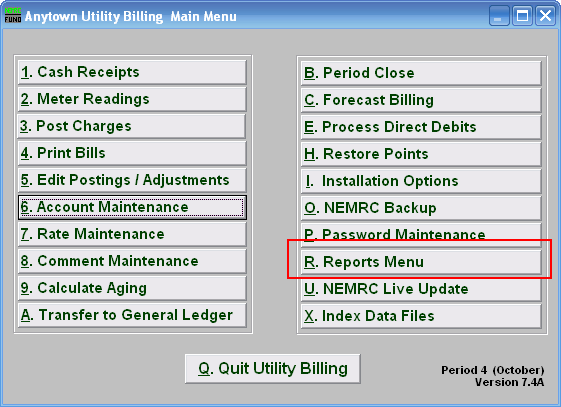 Anytown Utility Billing Main Menu
1. Cash Receipts
2. Meter Readings
3. Post Charges
4. Print Bills
5. Edit Postings / Adjustments
6. Account Maintenance
7. Rate Maintenance
8. Comment Maintenance
9. Calculate Aging
A. Transfer to General Ledger
B. Period Close
C. Forecast Billing
E. Process Direct Debits
H. Restore Points
I. Installation Options
O. NEMRC Backup
P. Password Maintenance
R. Reports Menu
U. NEMRC Live Update
X. Index Data Files
Q. Quit Utility Billing
Period 4 (October)
Version 7.4A